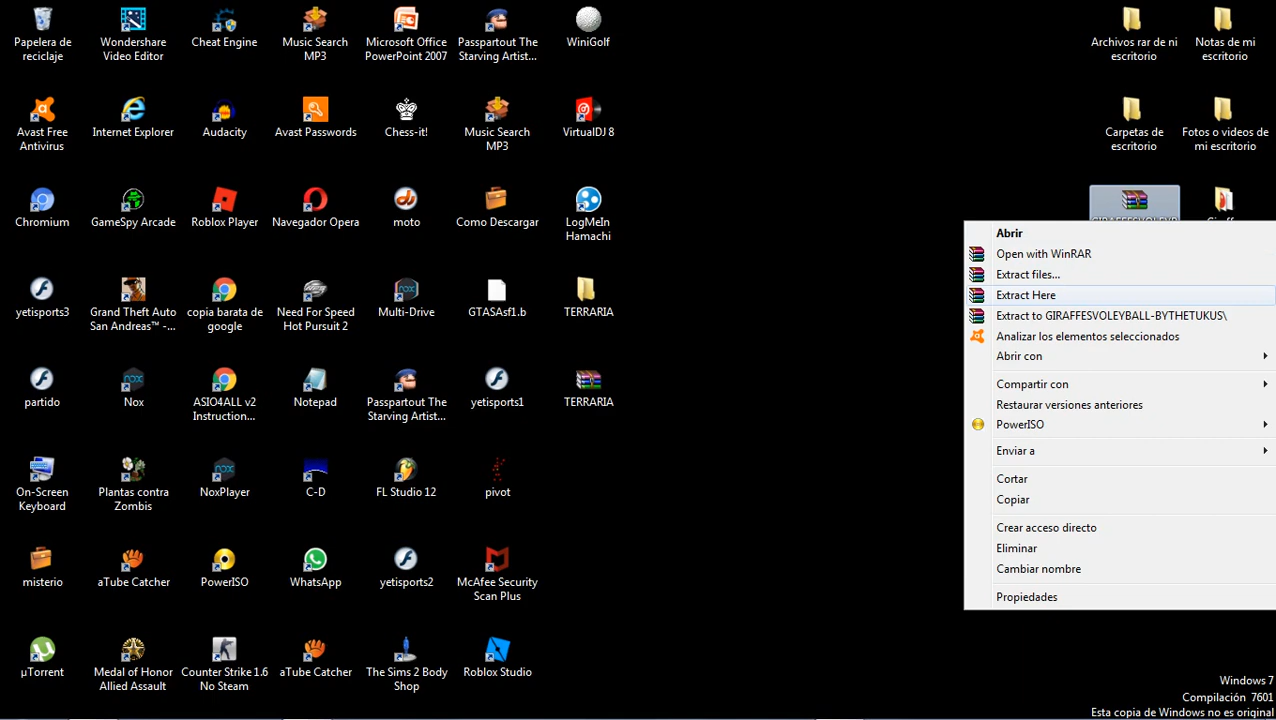 Papelera de
reciclaje
Wondershare
Video Editor
Cheat Engine
Music Search
MP3
Microsoft Office
PowerPoint 2007
Passpartout The
Starving Artist...
WiniGolf
Archivos rar de ni
escritorio
Notas de mi
escritorio
Avast Free
Antivirus
Internet Explorer
Audacity
Avast Passwords
Chess-it!
Music Search
MP3
VirtualDJ 8
Carpetas de
escritorio
Fotos o videos de
mi escritorio
Chromium
GameSpy Arcade
Roblox Player
Navegador Opera
moto
Como Descargar
LogMeIn
Hamachi
yetisports3
Grand Theft Auto
San Andreas™ -...
copia barata de
google
Need For Speed
Hot Pursuit 2
Multi-Drive
GTASAsf1.b
TERRARIA
partido
Nox
ASIO4ALL v2
Instruction...
Notepad
Passpartout The
Starving Artist...
yetisports1
TERRARIA
On-Screen
Keyboard
Plantas contra
Zombis
NoxPlayer
C-D
FL Studio 12
pivot
misterio
aTube Catcher
PowerISO
WhatsApp
yetisports2
McAfee Security
Scan Plus
µTorrent
Medal of Honor
Allied Assault
Counter Strike 1.6
No Steam
aTube Catcher
The Sims 2 Body
Shop
Roblox Studio
Abrir
Open with WinRAR
Extract files...
Extract Here
Extract to GIRAFFESVOLEYBALL-BYTHETUKUS\
Analizar los elementos seleccionados
Abrir con
Compartir con
Restaurar versiones anteriores
PowerISO
Enviar a
Cortar
Copiar
Crear acceso directo
Eliminar
Cambiar nombre
Propiedades
Windows 7
Compilación 7601
Esta copia de Windows no es original